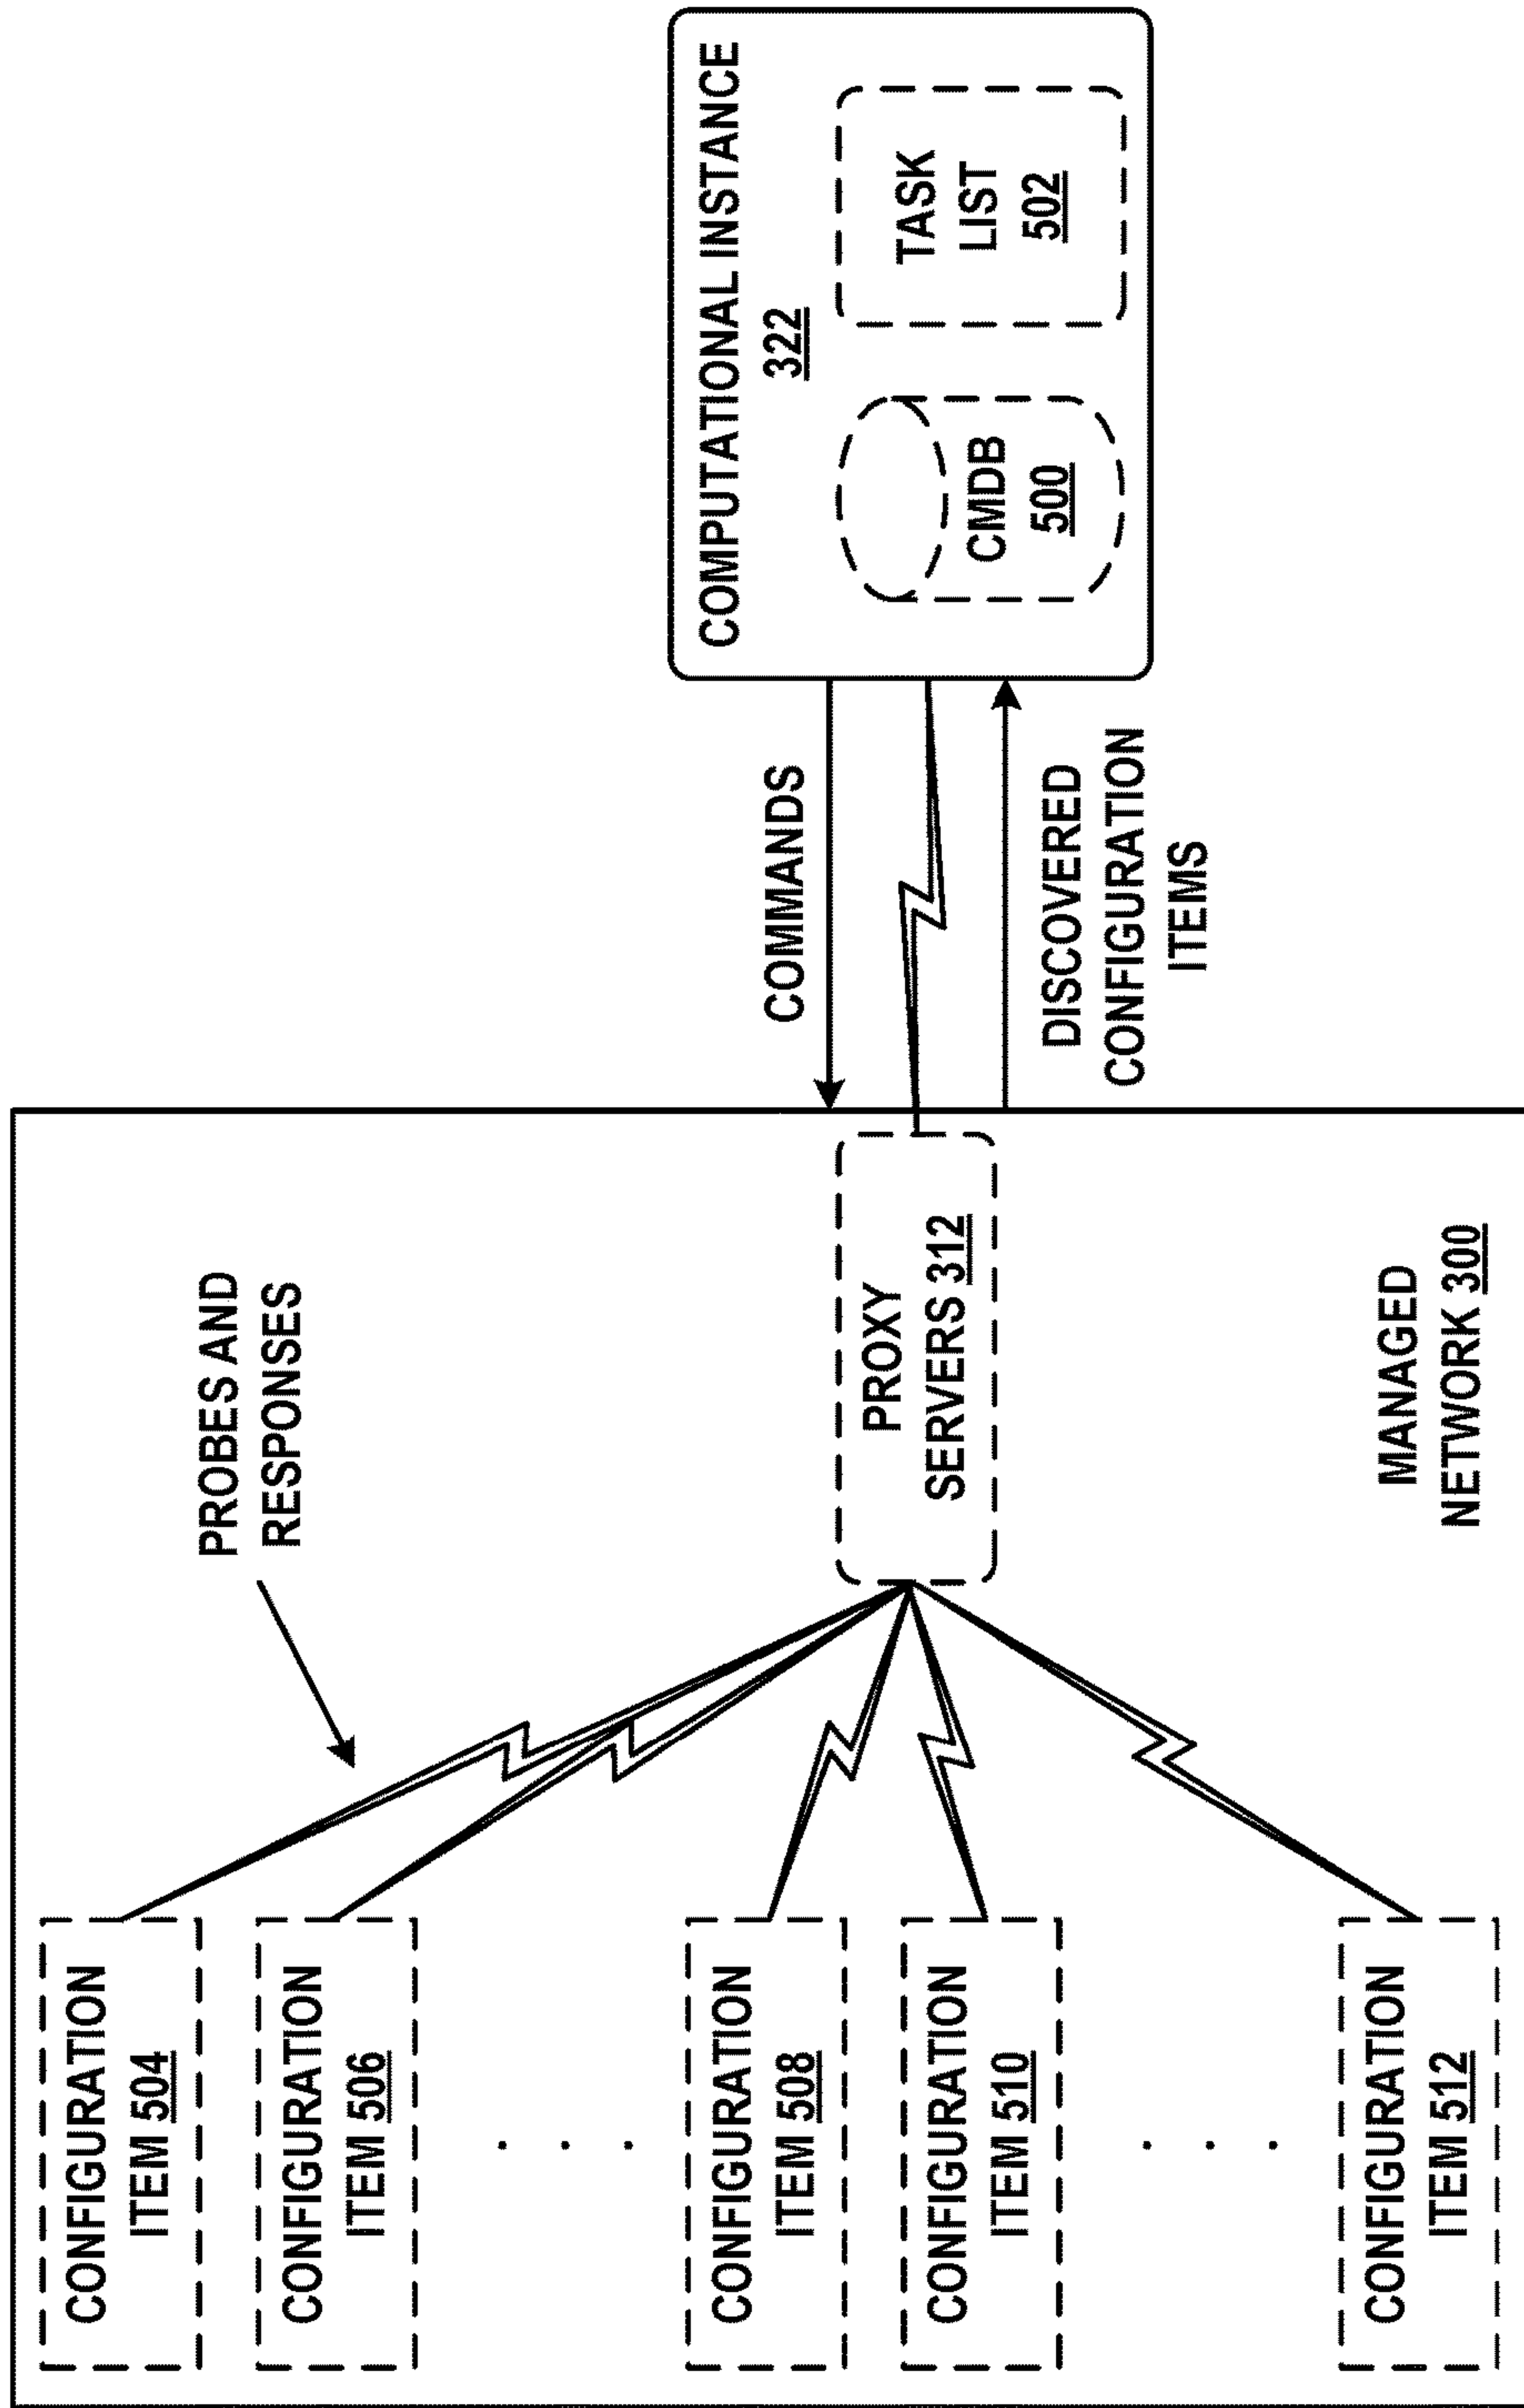 CONFIGURATION
ITEM 504
CONFIGURATION
ITEM 506
. . .
CONFIGURATION
ITEM 508
CONFIGURATION
ITEM 510
. . .
CONFIGURATION
ITEM 512
PROBES AND
RESPONSES
PROXY
SERVERS 312
MANAGED
NETWORK 300
COMMANDS
DISCOVERED
CONFIGURATION
ITEMS
COMPUTATIONAL INSTANCE
322
CMDB
500
TASK
LIST
502